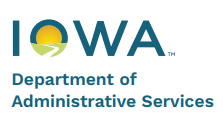 IOWA™
Department of
Administrative Services